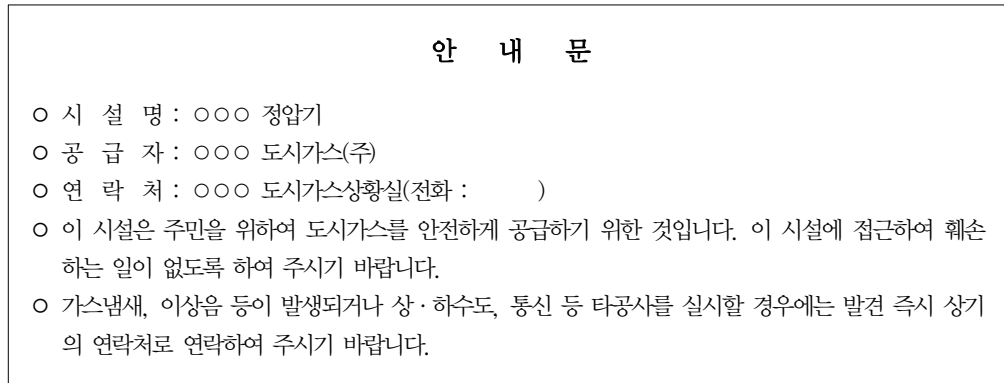 안 내 문
○ 시 설 명 : ○○○ 정압기
○ 공 급 자 : ○○○ 도시가스(주)
○ 연 락 처 : ○○○ 도시가스상황실(전화 : )
○ 이 시설은 주민을 위하여 도시가스를 안전하게 공급하기 위한 것입니다. 이 시설에 접근하여 훼손
하는 일이 없도록 하여 주시기 바랍니다.
○ 가스냄새, 이상음 등이 발생되거나 상·하수도, 통신 등 타공사를 실시할 경우에는 발견 즉시 상기
의 연락처로 연락하여 주시기 바랍니다.